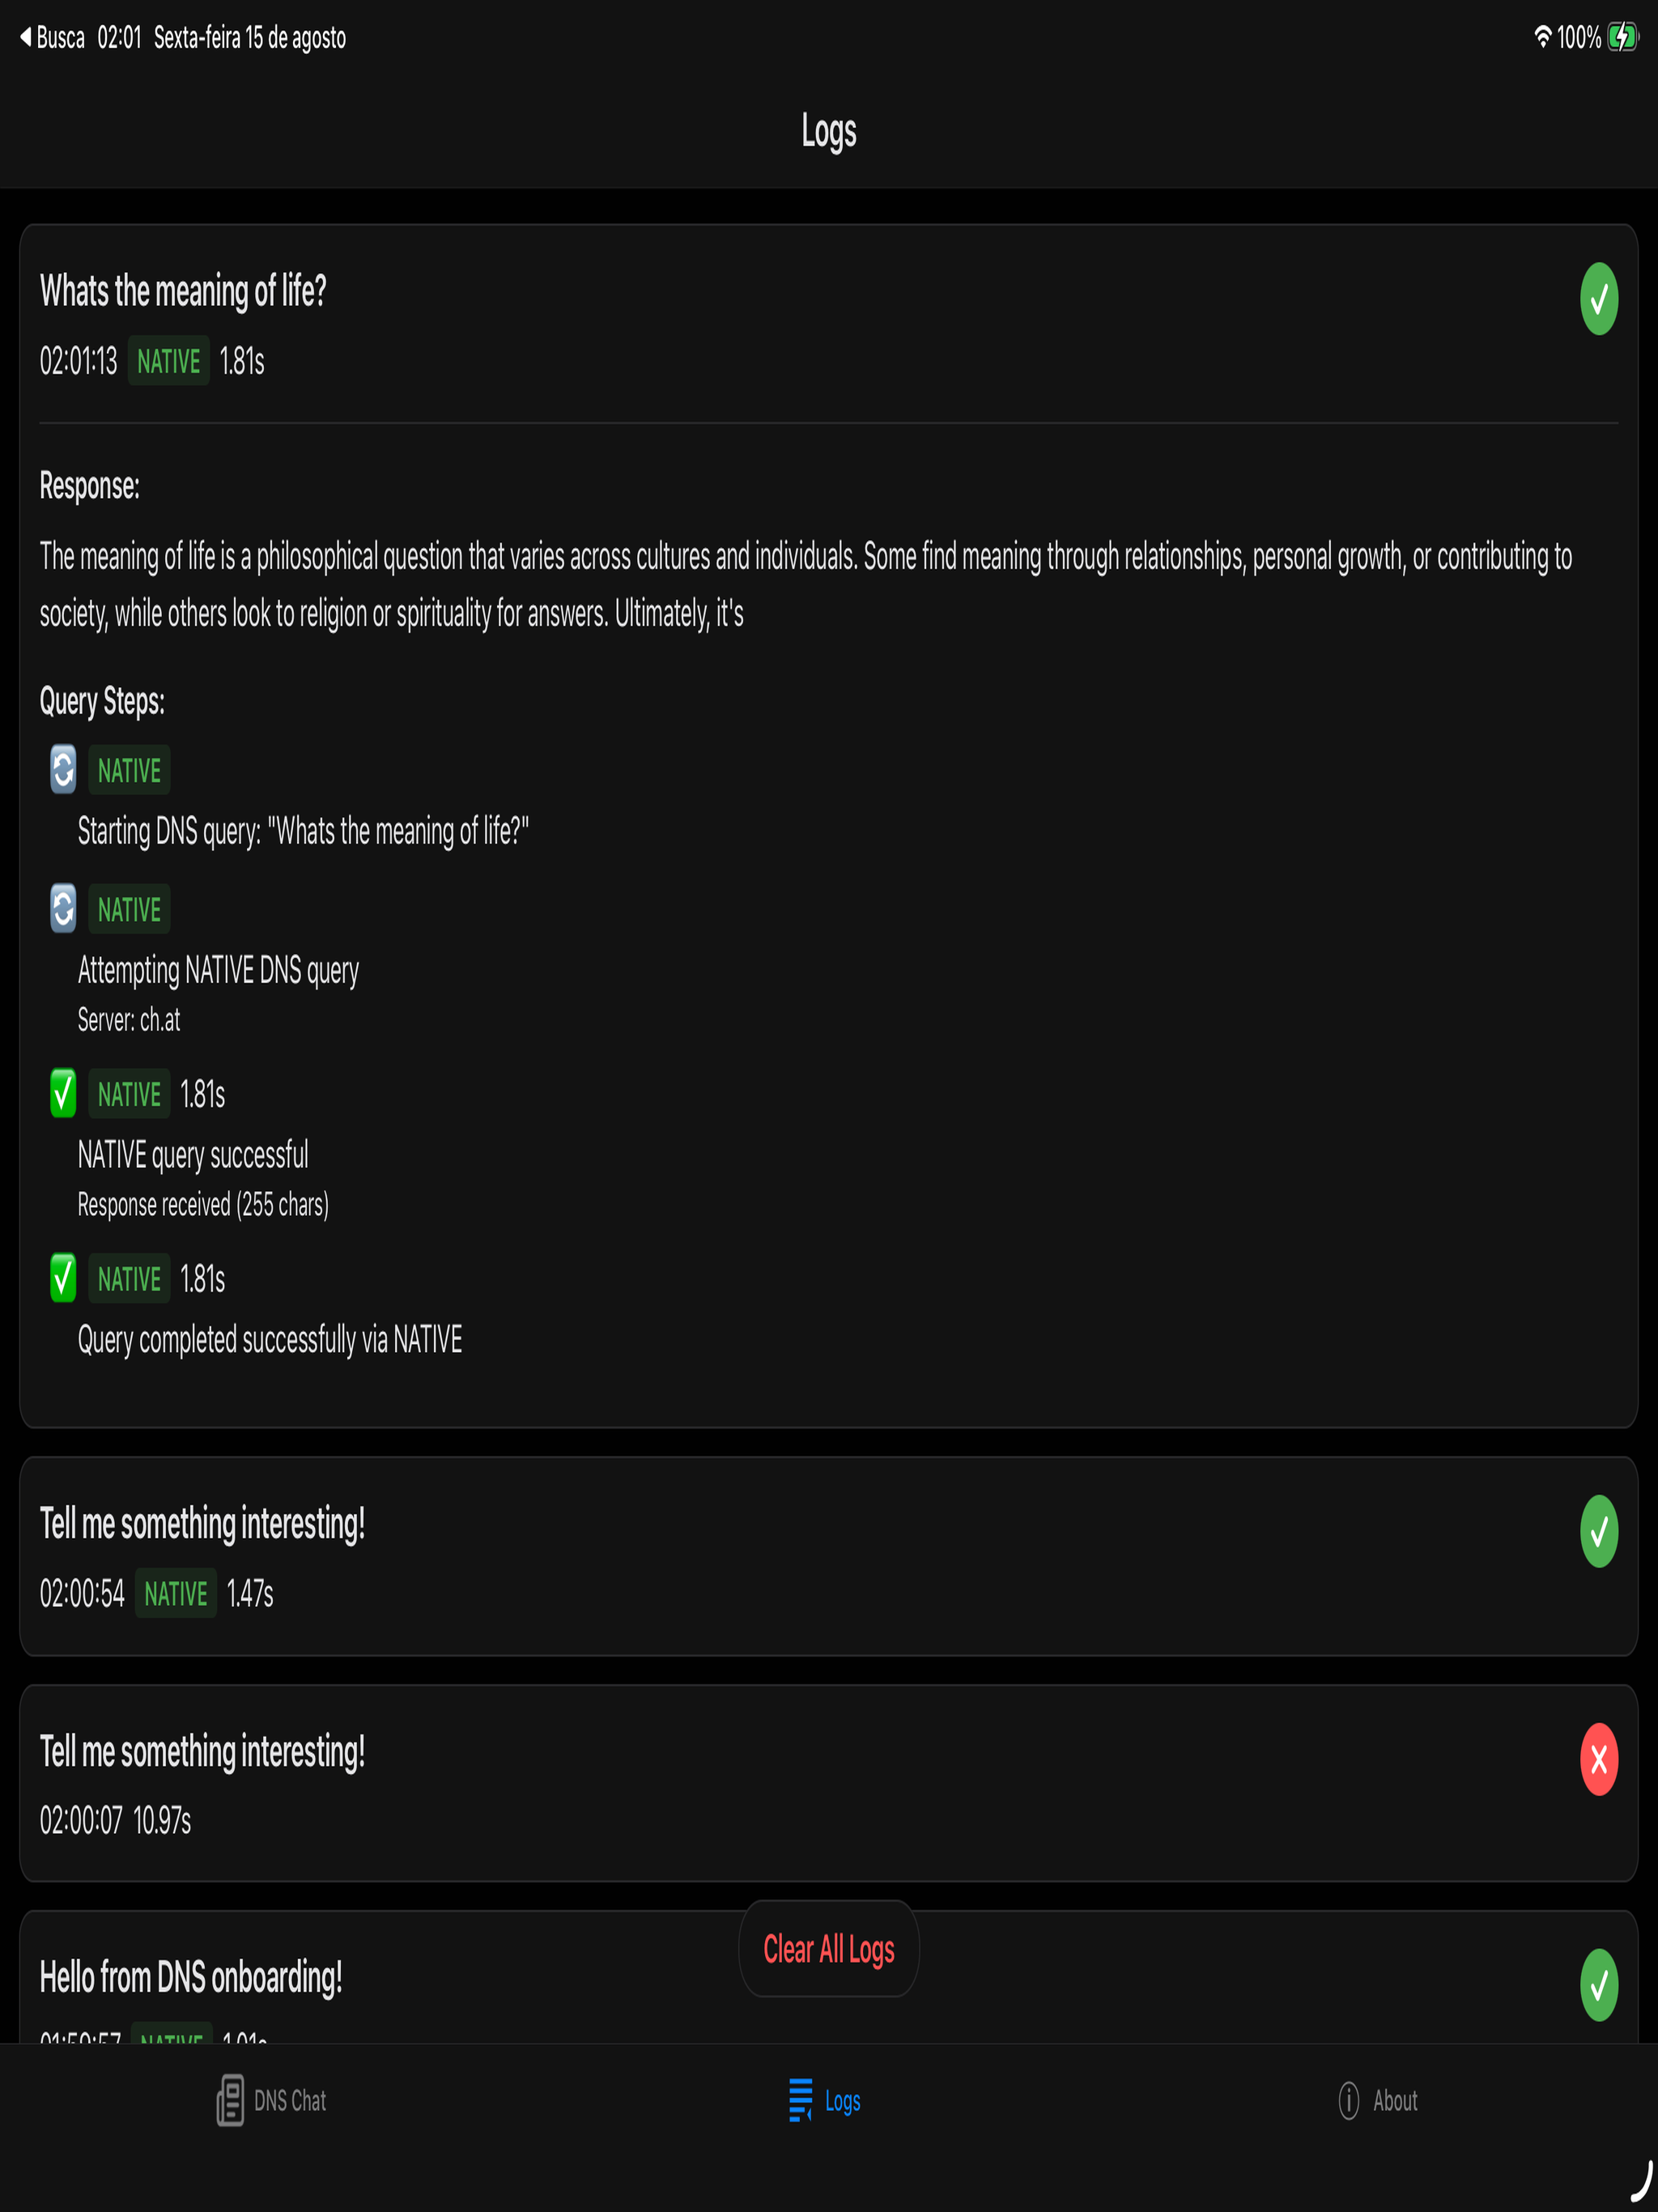 Busca 02:01 Sexta-feira 15 de agosto 100%
Logs
Whats the meaning of life?
02:01:13 NATIVE 1.81s
Response:
The meaning of life is a philosophical question that varies across cultures and individuals. Some find meaning through relationships, personal growth, or contributing to
society, while others look to religion or spirituality for answers. Ultimately, it's
Query Steps:
NATIVE
Starting DNS query: "Whats the meaning of life?"
NATIVE
Attempting NATIVE DNS query
Server: ch.at
NATIVE 1.81s
NATIVE query successful
Response received (255 chars)
NATIVE 1.81s
Query completed successfully via NATIVE
Tell me something interesting!
02:00:54 NATIVE 1.47s
Tell me something interesting!
02:00:07 10.97s
Clear All Logs
Hello from DNS onboarding!
01:59:57 NATIVE
DNS Chat Logs About